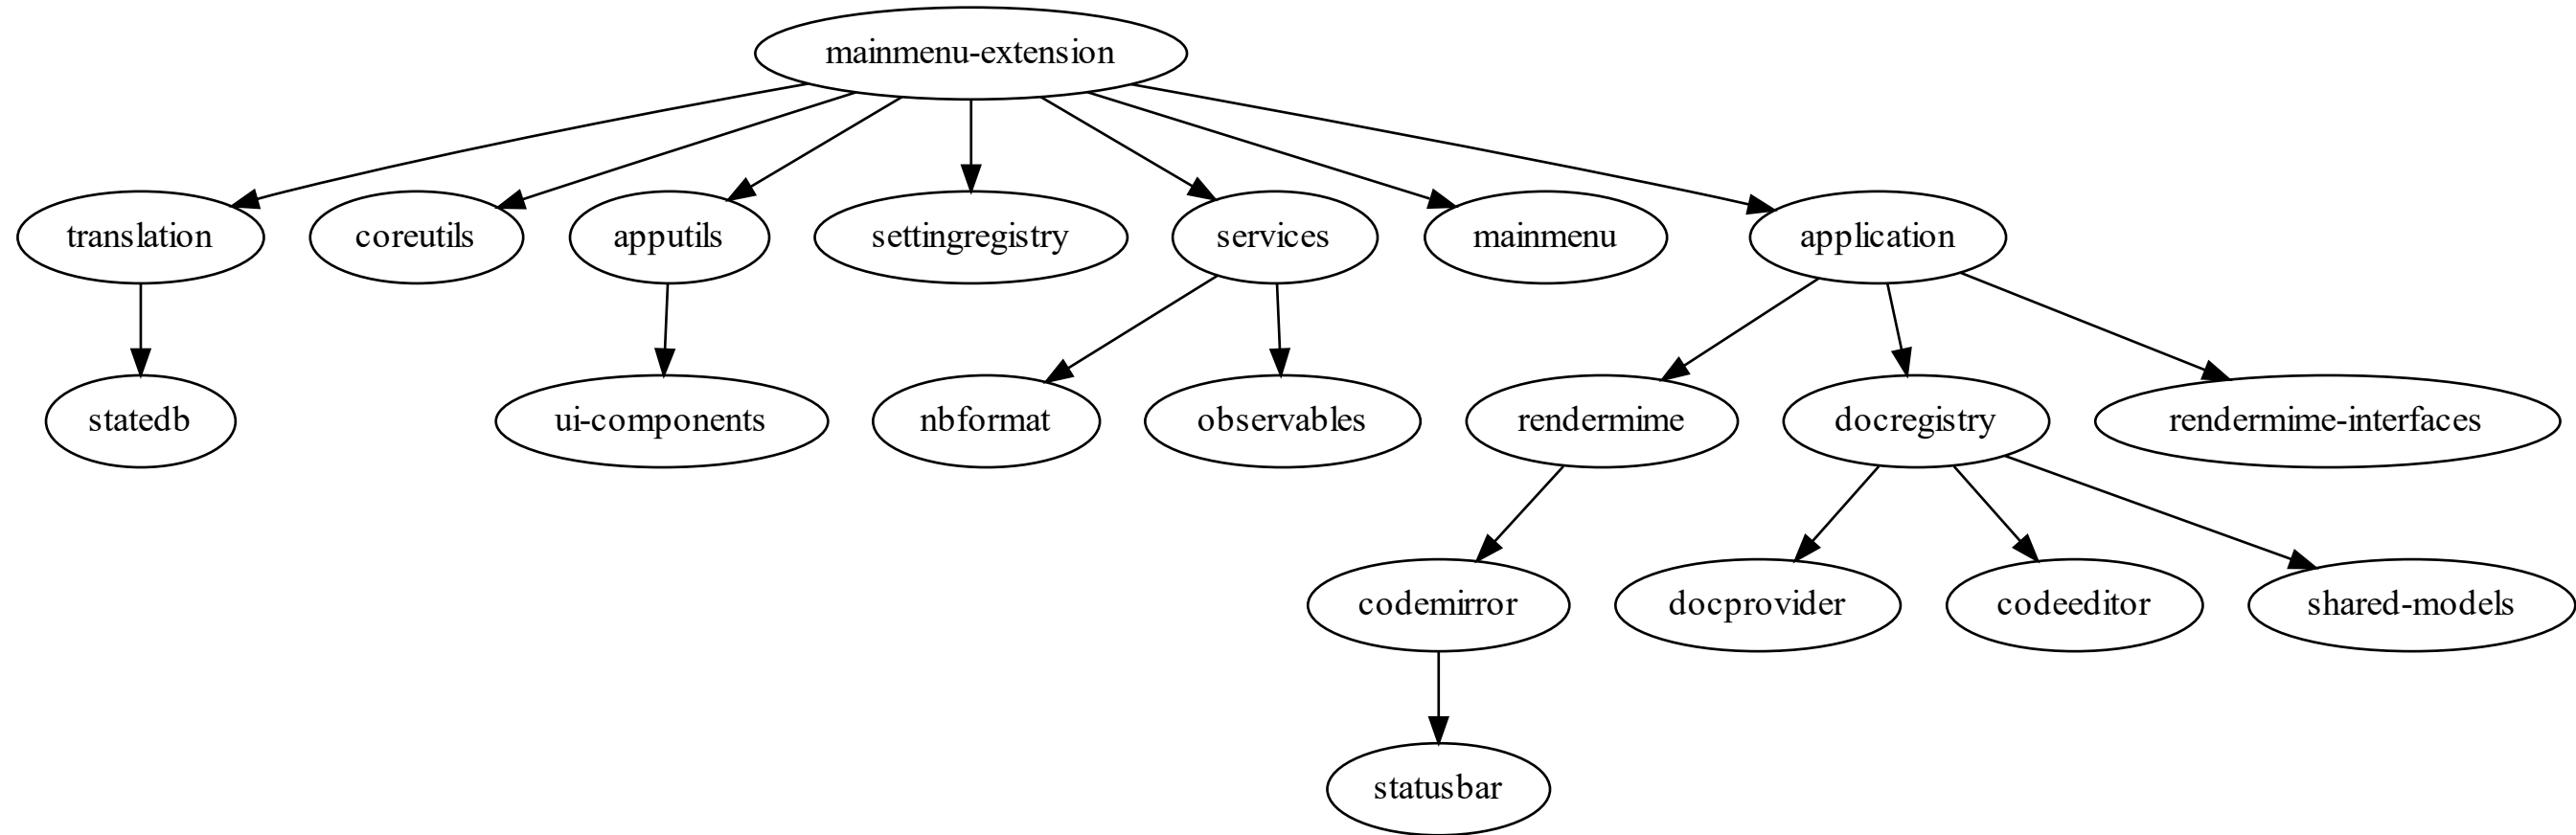 mainmenu-extension
translation
coreutils
apputils
settingregistry
services
mainmenu
application
statedb
ui-components
nbformat
observables
rendermime
docregistry
rendermime-interfaces
codemirror
docprovider
codeeditor
shared-models
statusbar